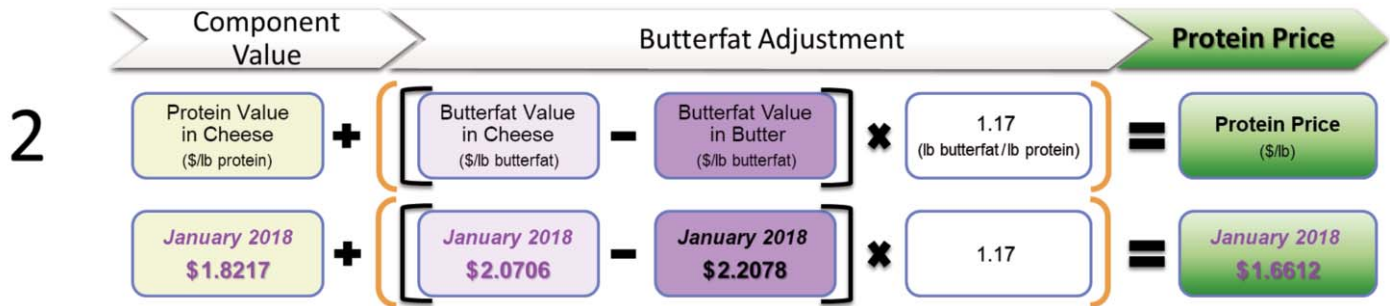 Component
Value
Butterfat Adjustment
Protein Price
2
Protein Value
in Cheese
($/lb protein)
+
Butterfat Value
in Cheese
($/lb butterfat)
-
Butterfat Value
in Butter
($/lb butterfat)
×
1.17
(lb butterfat/lb protein)
=
Protein Price
($/lb)
January 2018
$1.8217
+
January 2018
$2.0706
-
January 2018
$2.2078
×
1.17
=
January 2018
$1.6612